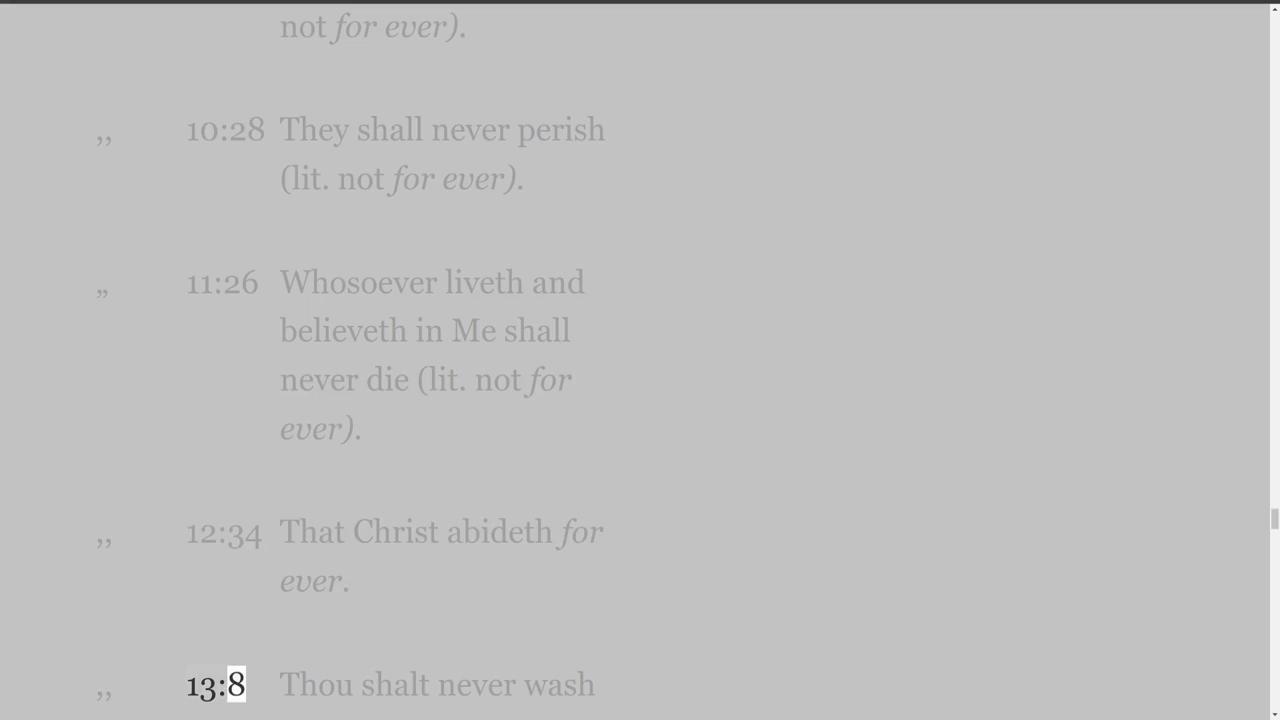 not for ever).
,, 10:28 They shall never perish
(lit. not for ever).
„ 11:26 Whosoever liveth and
believeth in Me shall
never die (lit. not for
ever).
,, 12:34 That Christ abideth for
ever.
,, 13:8 Thou shalt never wash